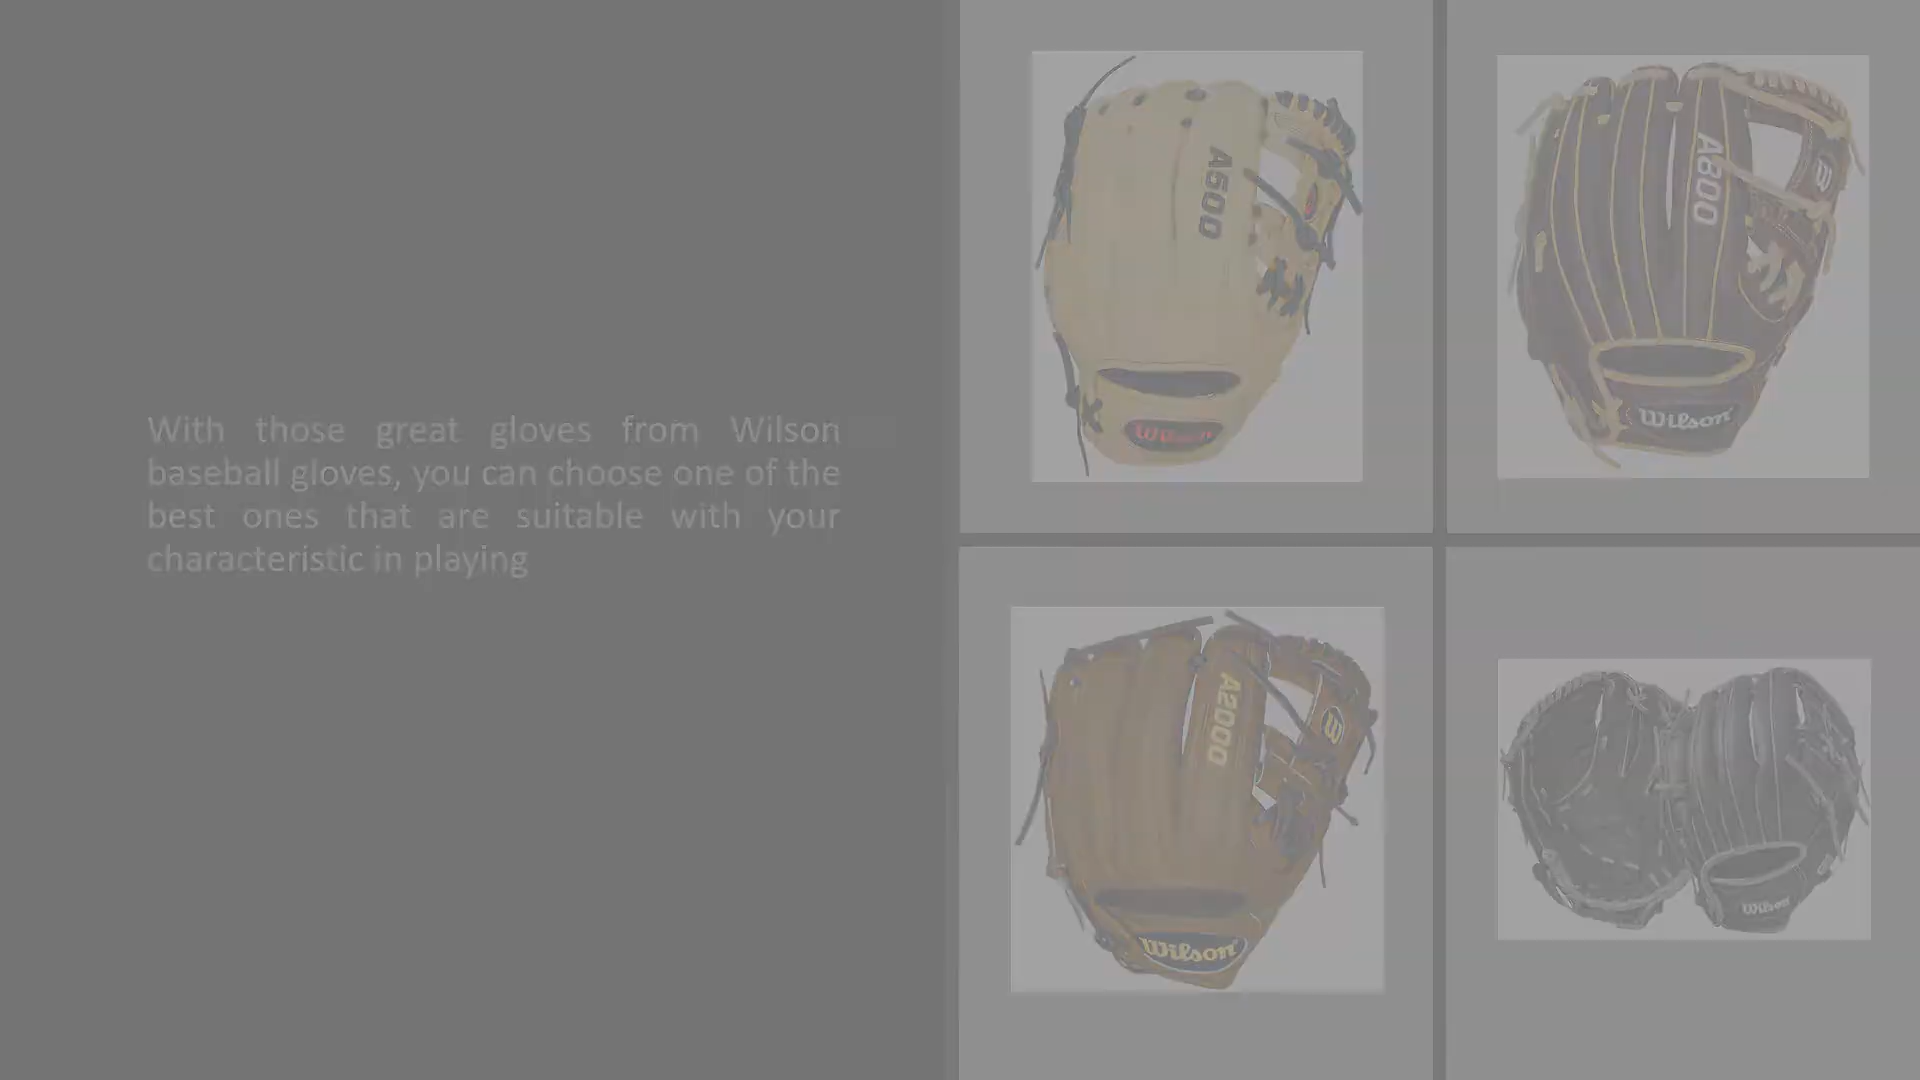 With those great gloves from Wilson
baseball gloves, you can choose one of the
best ones that are suitable with your
characteristic in playing
A500
Wilson
A800
Wilson
A2000
Wilson
Wilson